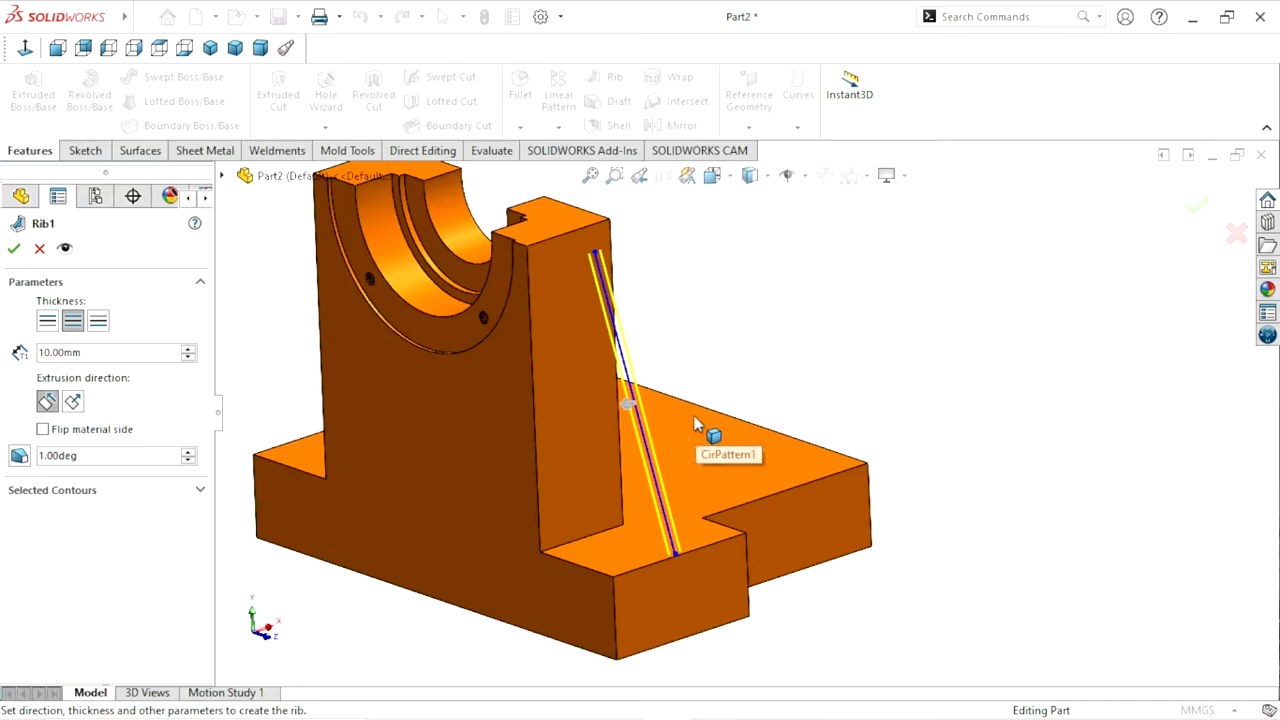 SOLIDWORKS
Part2 *
Search Commands
Extruded Boss/Base
Revolved Boss/Base
Swept Boss/Base
Lofted Boss/Base
Boundary Boss/Base
Extruded Cut
Hole Wizard
Revolved Cut
Swept Cut
Lofted Cut
Boundary Cut
Fillet
Linear Pattern
Rib
Draft
Shell
Wrap
Intersect
Mirror
Reference Geometry
Curves
Instant3D
Features
Sketch
Surfaces
Sheet Metal
Weldments
Mold Tools
Direct Editing
Evaluate
SOLIDWORKS Add-Ins
SOLIDWORKS CAM
Part2 (Default) < <Default...
Rib1
Parameters
Thickness:
10.00mm
Extrusion direction:
Flip material side
1.00deg
Selected Contours
CirPattern1
Y
X
Z
Model
3D Views
Motion Study 1
Set direction, thickness and other parameters to create the rib.
Editing Part
MMGS